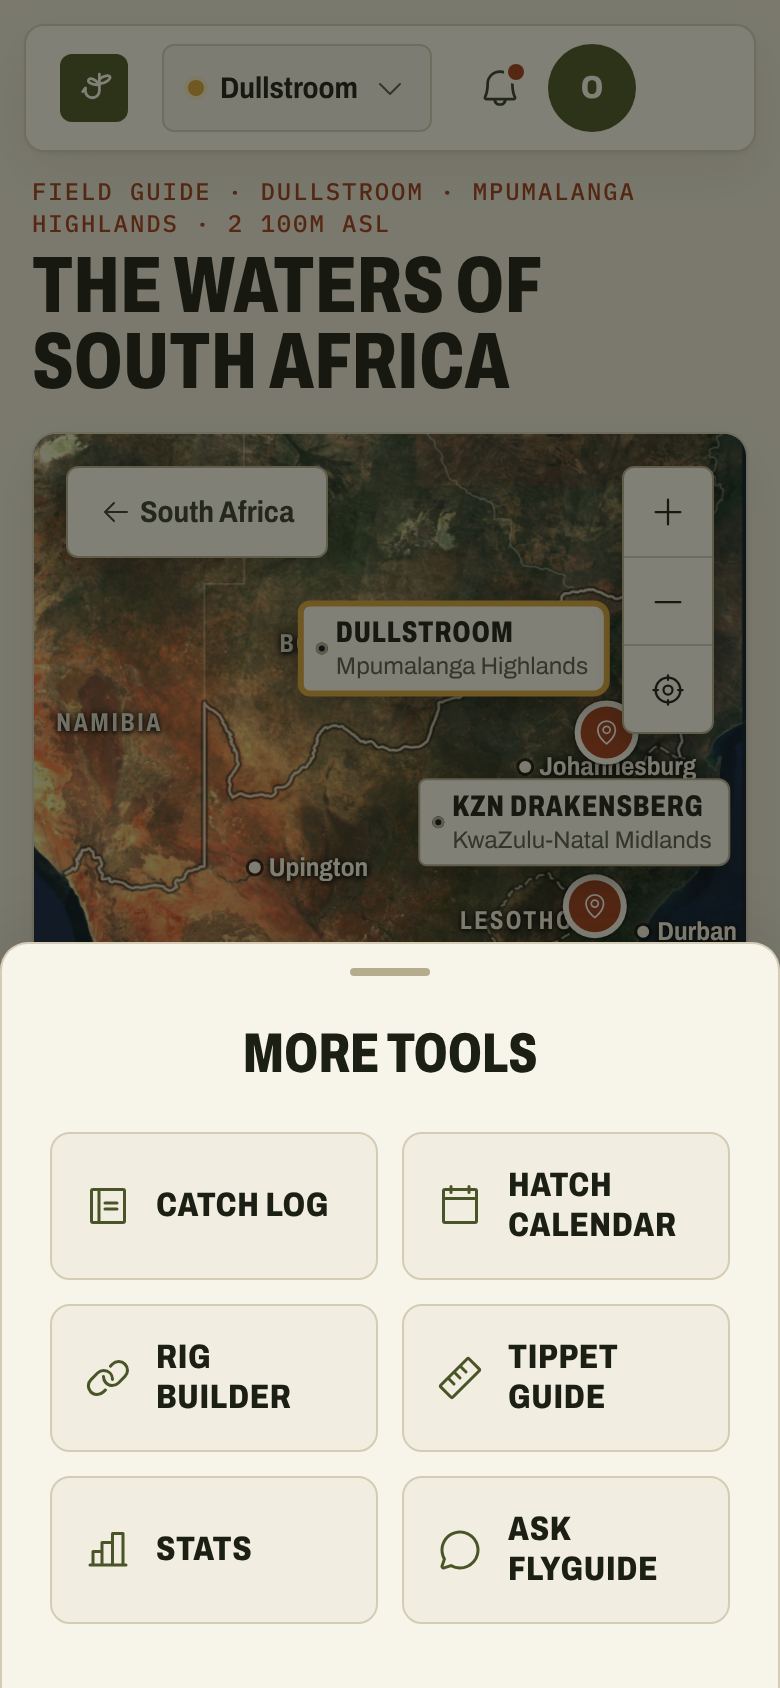 Dullstroom
O
FIELD GUIDE · DULLSTROOM · MPUMALANGA
HIGHLANDS · 2 100M ASL
THE WATERS OF
SOUTH AFRICA
South Africa
DULLSTROOM
Mpumalanga Highlands
NAMIBIA
Johannesburg
KZN DRAKENSBERG
KwaZulu-Natal Midlands
Upington
LESOTHO
Durban
MORE TOOLS
CATCH LOG
HATCH
CALENDAR
RIG
BUILDER
TIPPET
GUIDE
STATS
ASK
FLYGUIDE